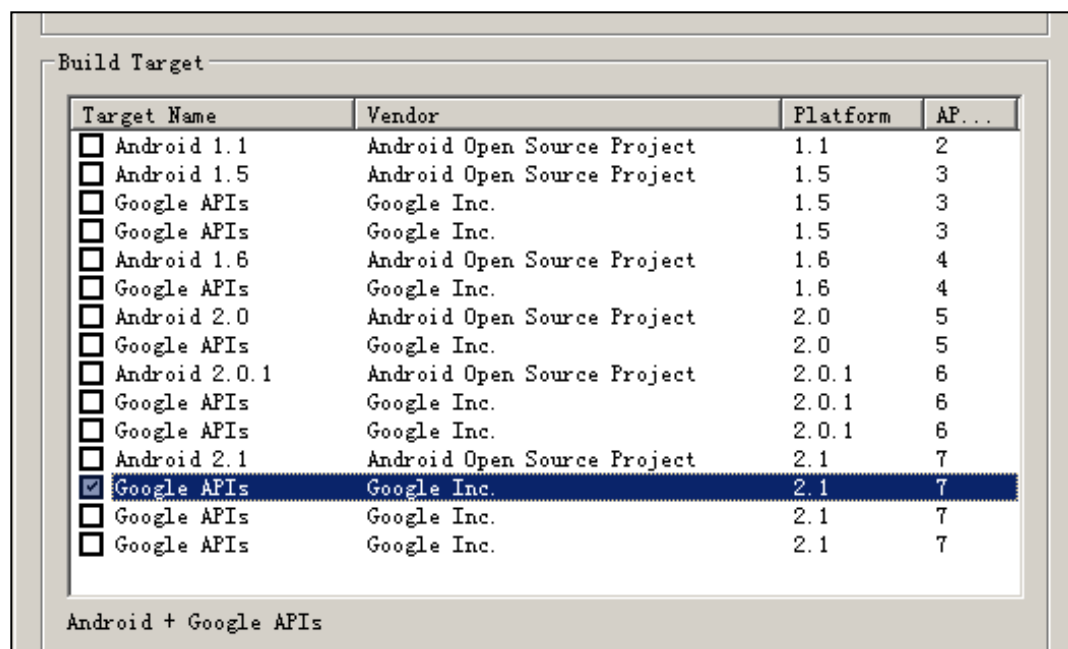 Build Target
Target Name Vendor Platform AP...
Android 1.1 Android Open Source Project 1.1 2
Android 1.5 Android Open Source Project 1.5 3
Google APIs Google Inc. 1.5 3
Google APIs Google Inc. 1.5 3
Android 1.6 Android Open Source Project 1.6 4
Google APIs Google Inc. 1.6 4
Android 2.0 Android Open Source Project 2.0 5
Google APIs Google Inc. 2.0 5
Android 2.0.1 Android Open Source Project 2.0.1 6
Google APIs Google Inc. 2.0.1 6
Google APIs Google Inc. 2.0.1 6
Android 2.1 Android Open Source Project 2.1 7
Google APIs Google Inc. 2.1 7
Google APIs Google Inc. 2.1 7
Google APIs Google Inc. 2.1 7
Android + Google APIs